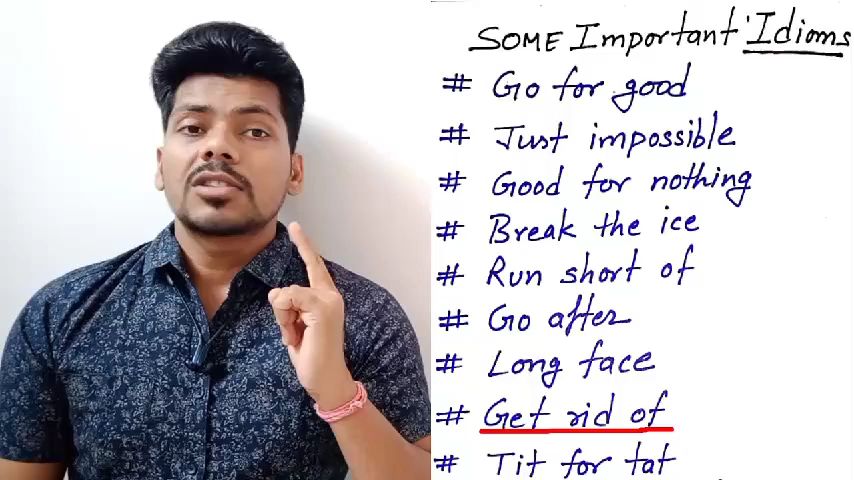 SOME Important 'Idioms
# Go for good
# Just impossible
# Good for nothing
# Break the ice
# Run short of
# Go after
# Long face
# Get rid of
# Tit for tat